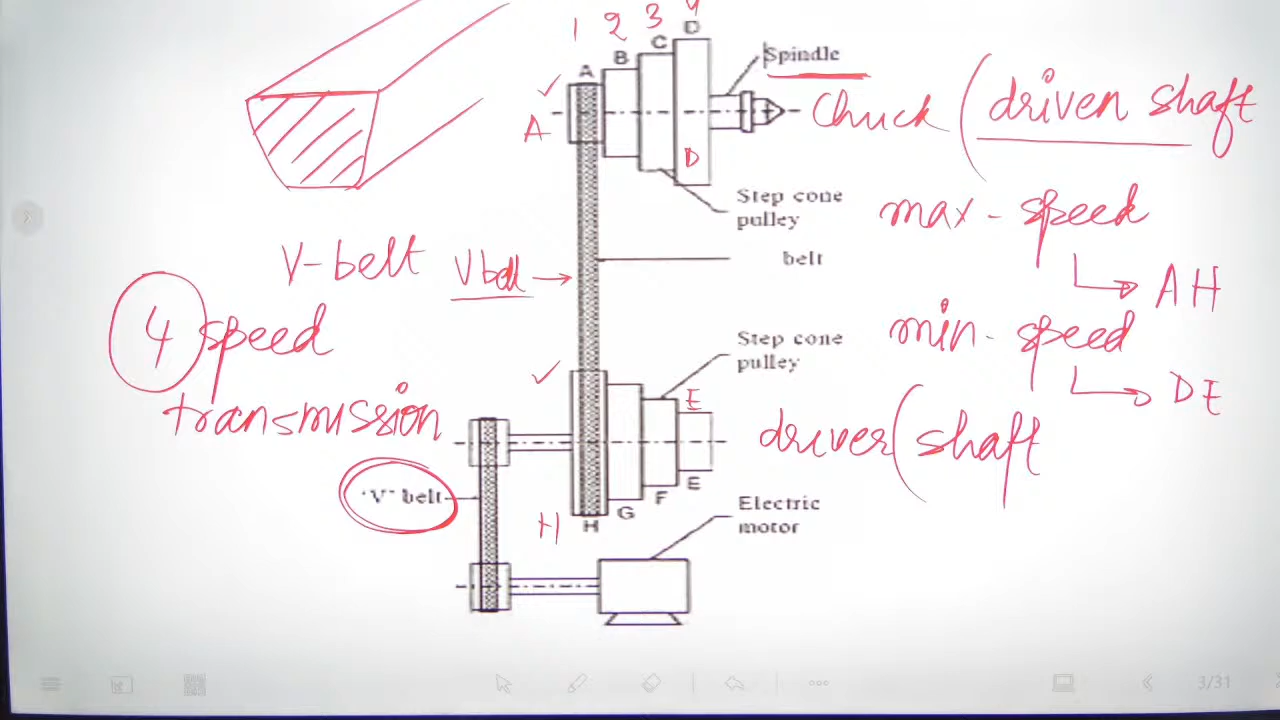 1 2 3 4
D
C
B
A
Spindle
A
D
Chuck (driven shaft
Step cone
pulley
max - speed
V-belt
V belt
belt
AH
4 speed
min - speed
Step cone
pulley
DE
transmission
E
driver (shaft
"V" belt
E
F
G
H
H
Electric
motor
3/31